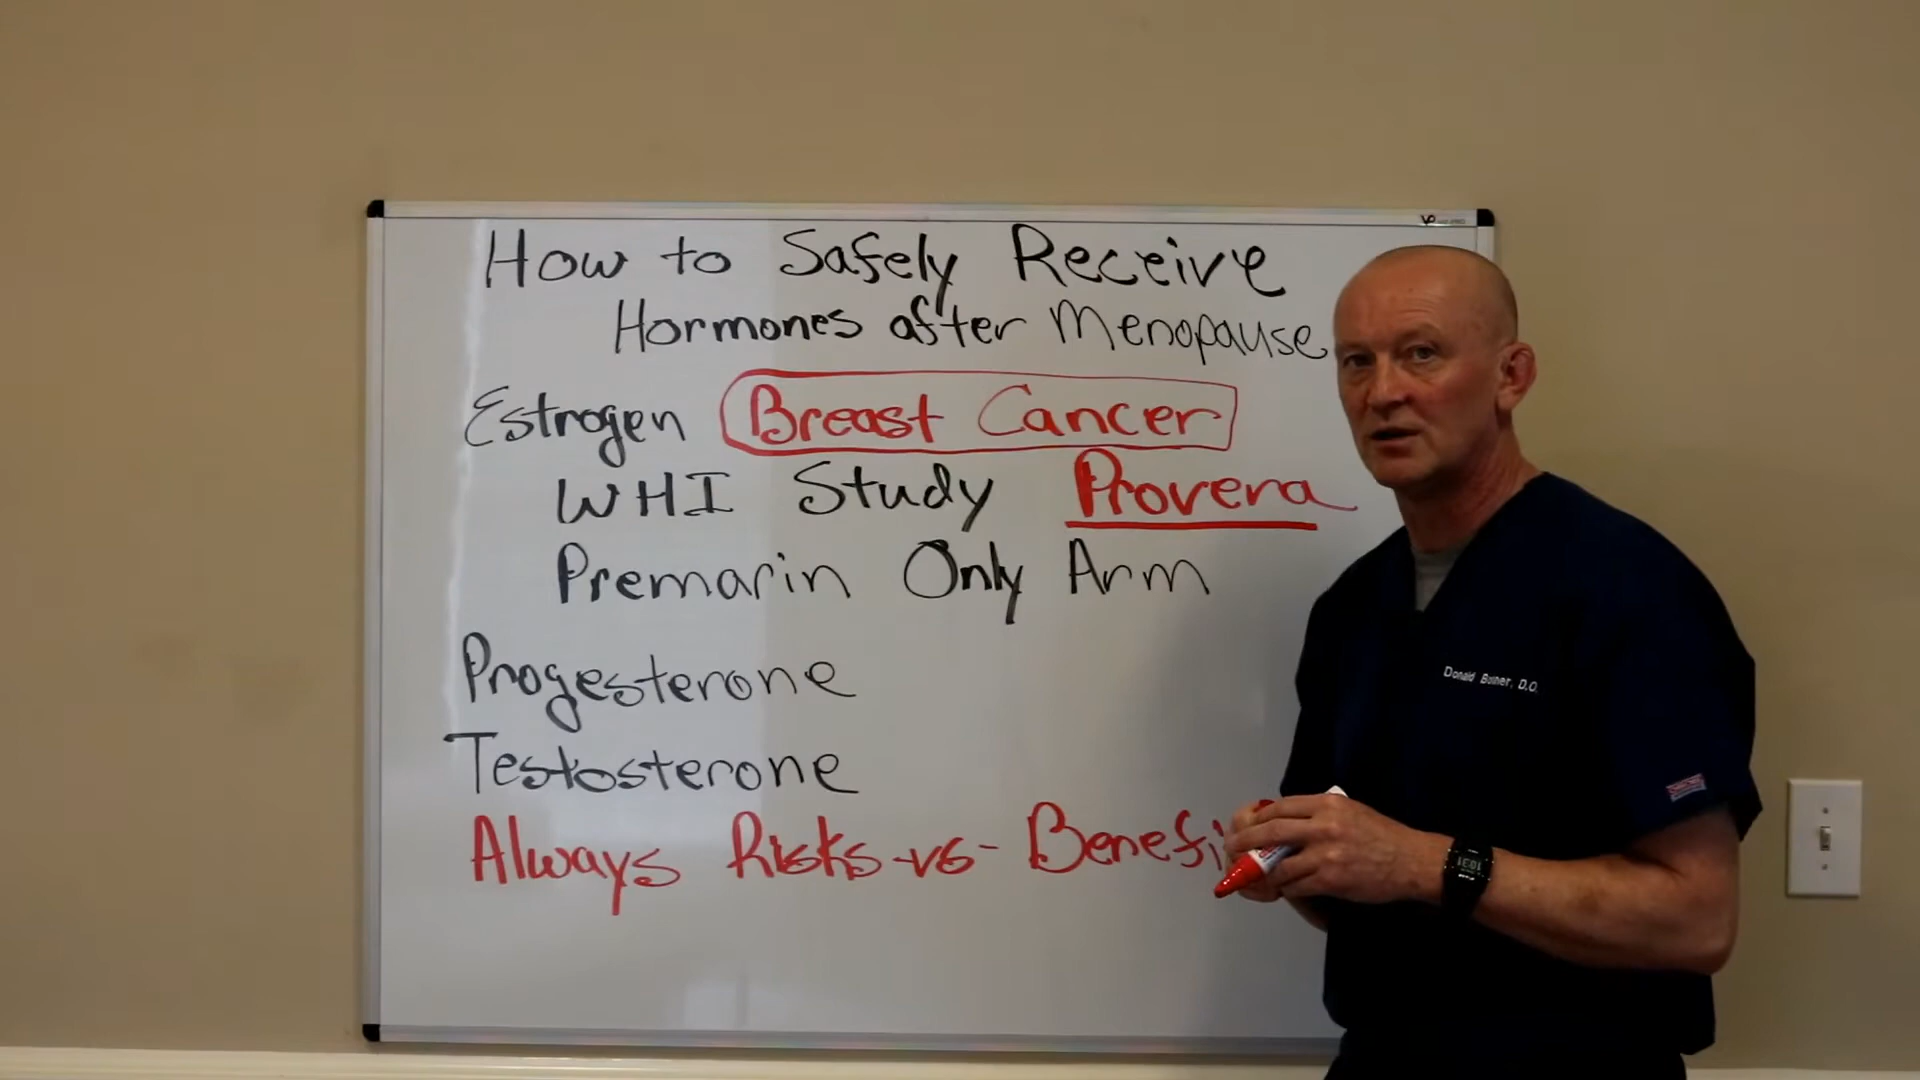 How to Safely Receive
Hormones after Menopause
Estrogen Breast Cancer
WHI Study Provera
Premarin Only Arm
Progesterone
Testosterone
Always Risks -vs- Benefi
Donald Bonner, D.O.